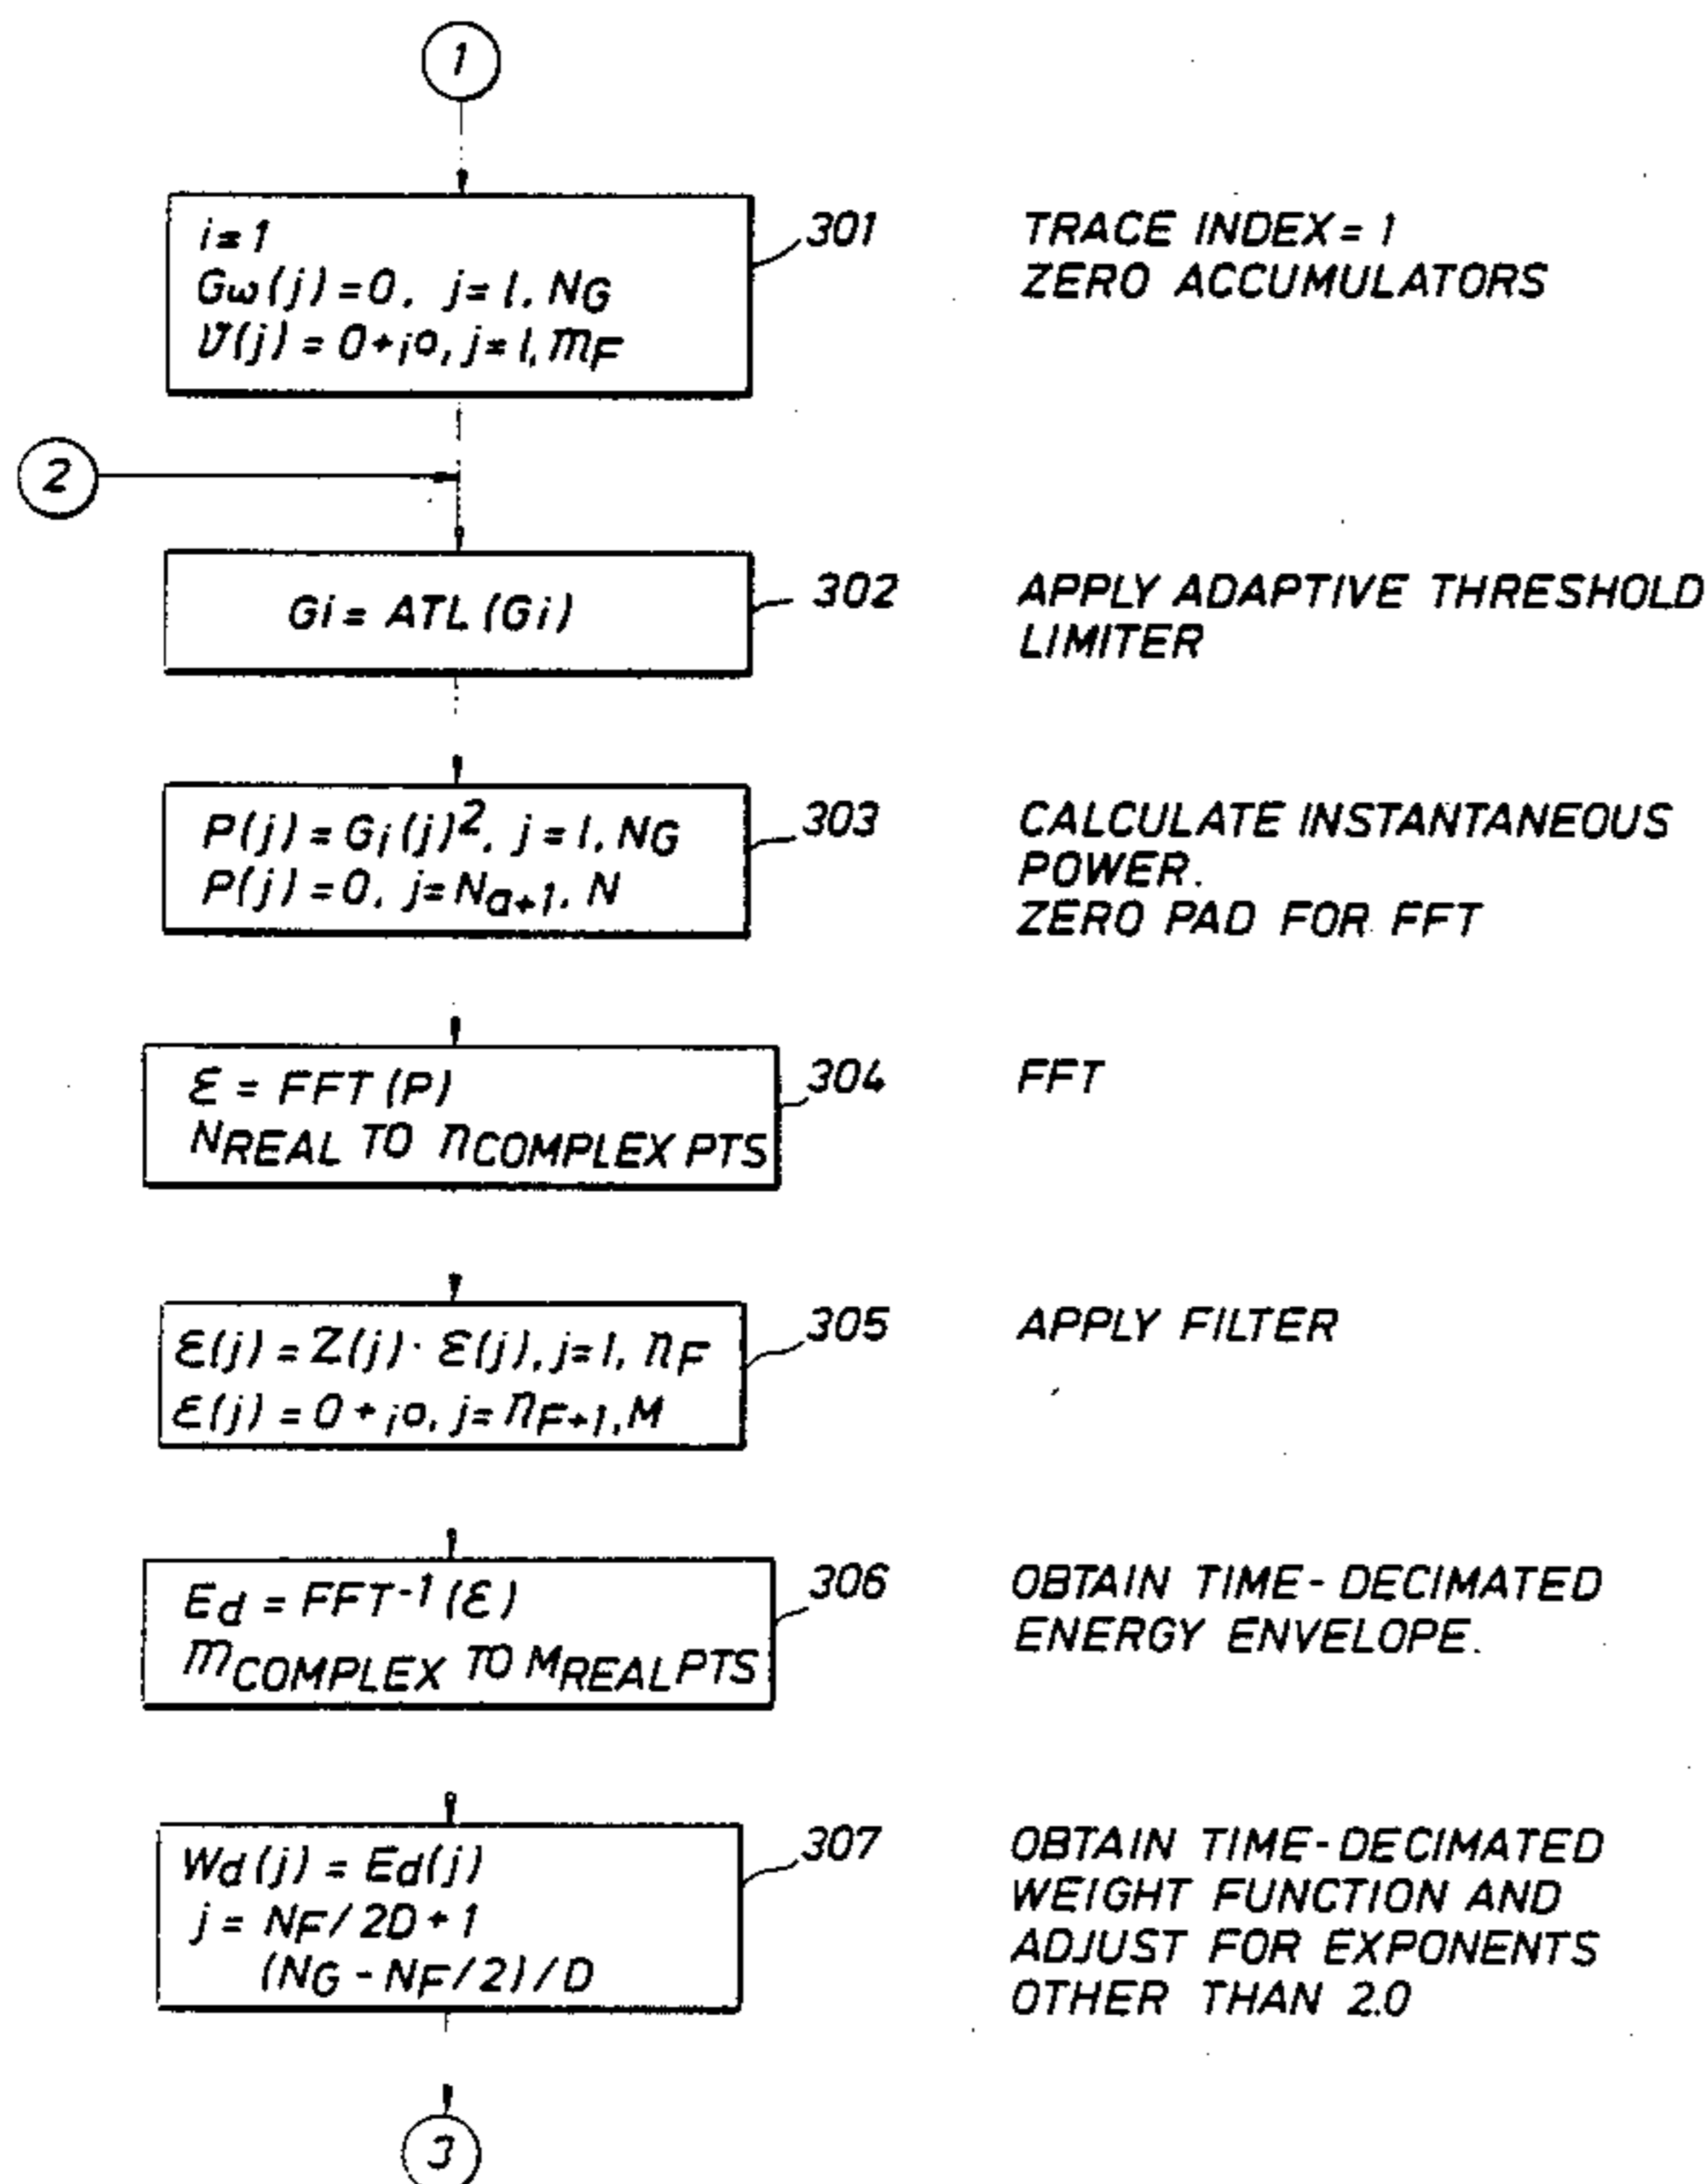 1
i=1
Gω(j)=0, j=1, NG
V(j)=0+i0, j=1, mF
301
TRACE INDEX=1
ZERO ACCUMULATORS
2
Gi=ATL(Gi)
302
APPLY ADAPTIVE THRESHOLD
LIMITER
P(j)=Gi(j)², j=1, NG
P(j)=0, j=Na+1, N
303
CALCULATE INSTANTANEOUS
POWER.
ZERO PAD FOR FFT
Ɛ=FFT(P)
NREAL TO nCOMPLEX PTS
304
FFT
Ɛ(j)=Z(j)·Ɛ(j), j=1, nF
Ɛ(j)=0+i0, j=nF+1, M
305
APPLY FILTER
Ed=FFT⁻¹(Ɛ)
mCOMPLEX TO MREAL PTS
306
OBTAIN TIME-DECIMATED
ENERGY ENVELOPE.
Wd(j)=Ed(j)
j=NF/2D+1
(NG-NF/2)/D
307
OBTAIN TIME-DECIMATED
WEIGHT FUNCTION AND
ADJUST FOR EXPONENTS
OTHER THAN 2.0
3